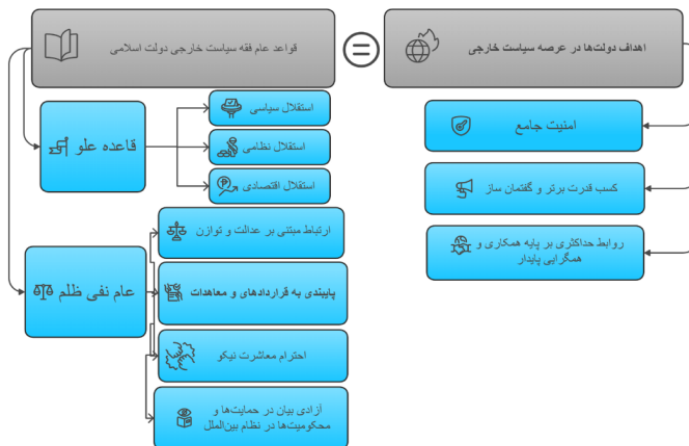 اهداف دولت‌ها در عرصه سیاست خارجی
=
قواعد عام فقه سیاست خارجی دولت اسلامی
امنیت جامع
کسب قدرت برتر و گفتمان ساز
روابط حداکثری بر پایه همکاری و
همگرایی پایدار
قاعده علو
استقلال سیاسی
استقلال نظامی
استقلال اقتصادی
عام نفی ظلم
ارتباط مبتنی بر عدالت و توازن
پایبندی به قراردادهای و معاهدات
احترام معاشرت نیکو
آزادی بیان در حمایت‌ها و
محکومیت‌ها در نظام بین‌الملل